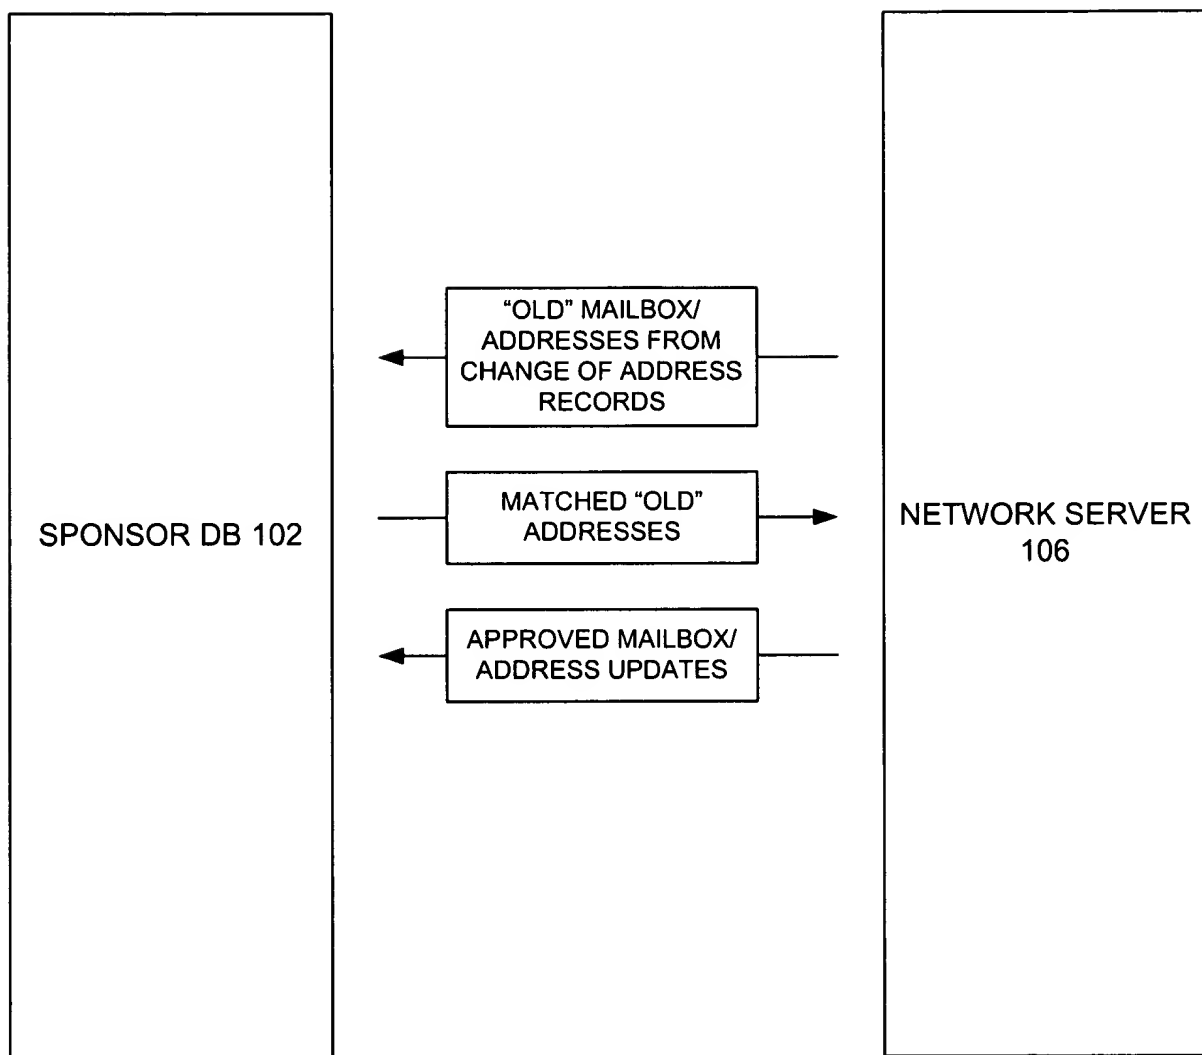 "OLD" MAILBOX/
ADDRESSES FROM
CHANGE OF ADDRESS
RECORDS
SPONSOR DB 102
MATCHED "OLD"
ADDRESSES
NETWORK SERVER
106
APPROVED MAILBOX/
ADDRESS UPDATES